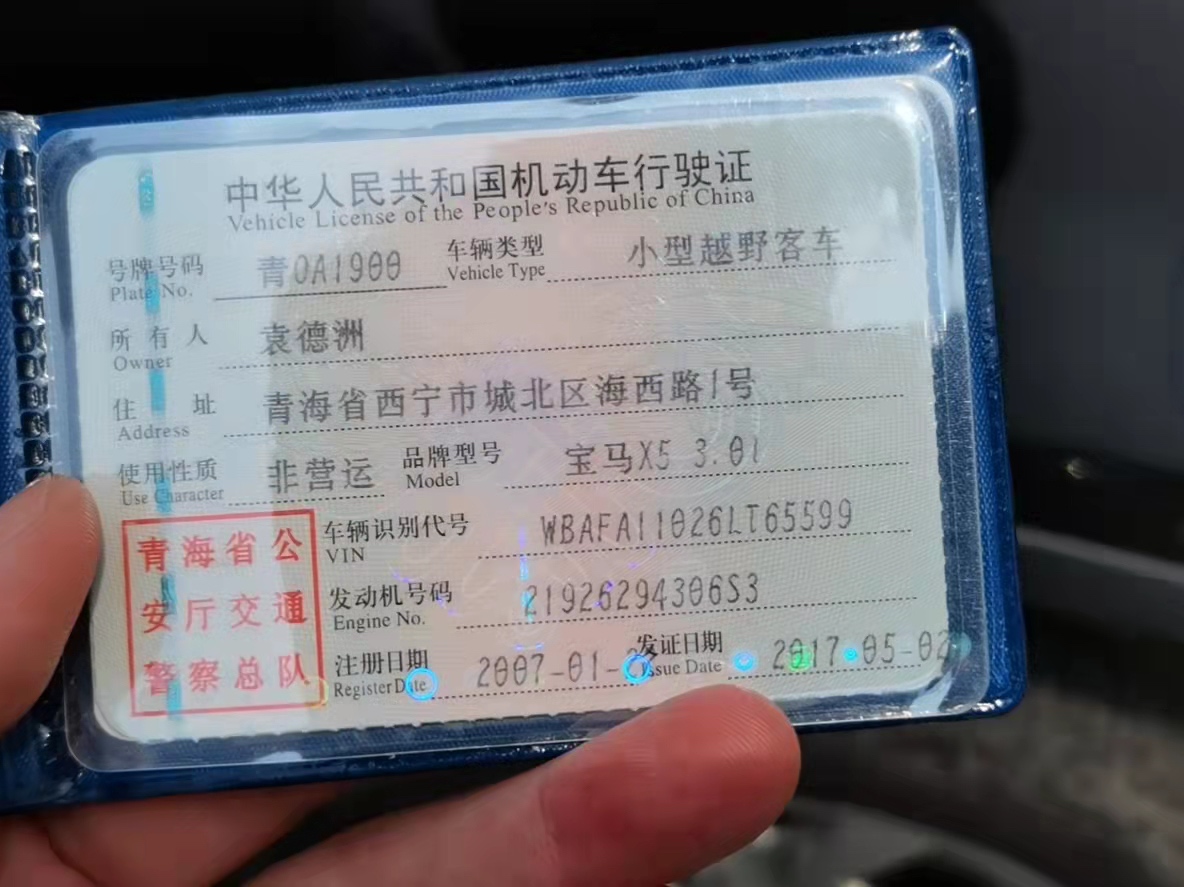 中华人民共和国机动车行驶证
Vehicle License of the People's Republic of China
号牌号码 青0A1900 车辆类型 小型越野客车
Plate No. Vehicle Type
所有人 袁德洲
Owner
住址 青海省西宁市城北区海西路1号
Address
使用性质 非营运 品牌型号 宝马X5 3.0i
Use Character Model
青海省公
安厅交通
警察总队
车辆识别代号 WBAFA11026LT65599
VIN
发动机号码 21926294306S3
Engine No.
注册日期 2007-01- 发证日期 2017-05-02
Register Date Issue Date